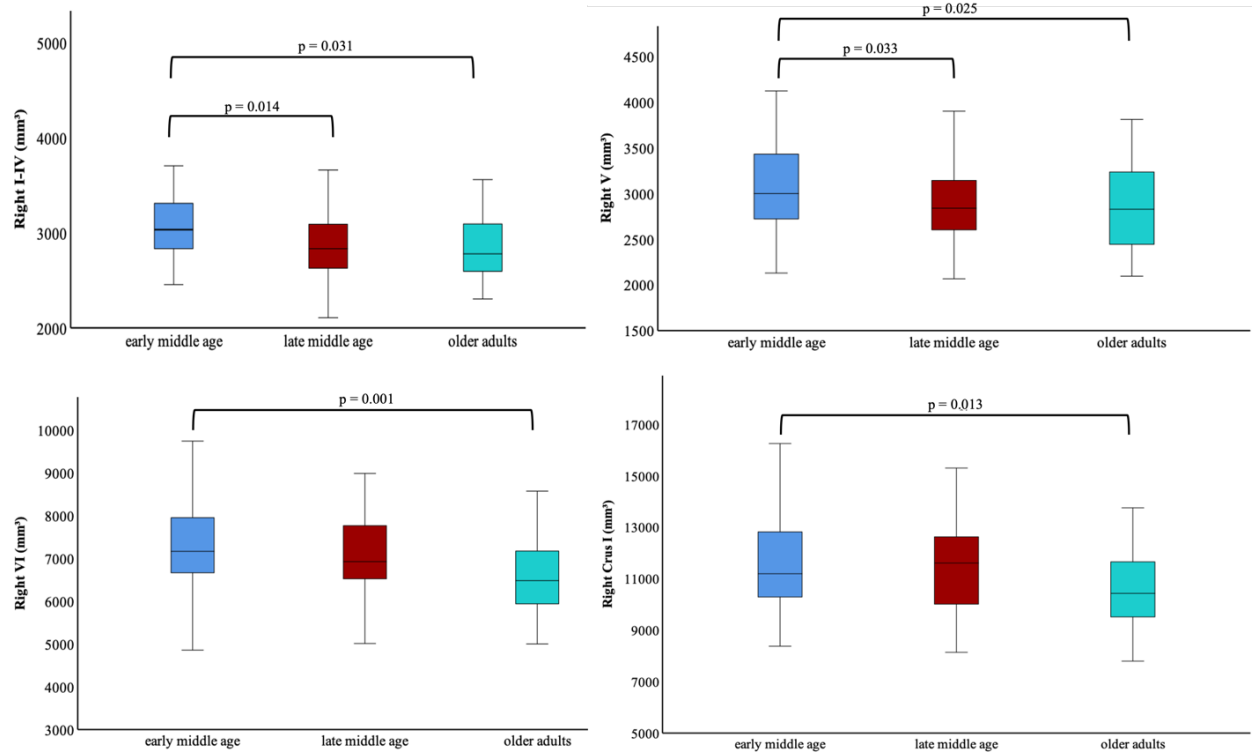 Right I-IV (mm³)
5000
4000
3000
2000
p = 0.031
p = 0.014
early middle age
late middle age
older adults
Right V (mm³)
4500
4000
3500
3000
2500
2000
1500
p = 0.025
p = 0.033
early middle age
late middle age
older adults
Right VI (mm³)
10000
9000
8000
7000
6000
5000
4000
3000
p = 0.001
early middle age
late middle age
older adults
Right Crus I (mm³)
17000
15000
13000
11000
9000
7000
5000
p = 0.013
early middle age
late middle age
older adults